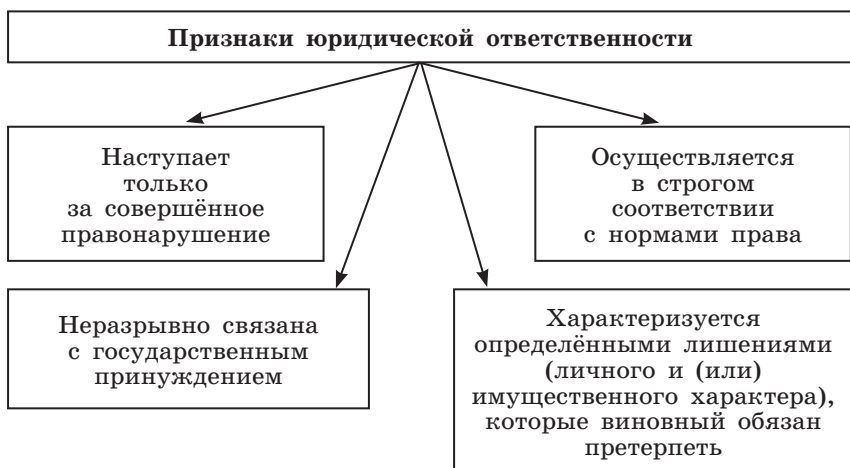 Признаки юридической ответственности
Наступает
только
за совершённое
правонарушение
Осуществляется
в строгом
соответствии
с нормами права
Неразрывно связана
с государственным
принуждением
Характеризуется
определёнными лишениями
(личного и (или)
имущественного характера),
которые виновный обязан
претерпеть